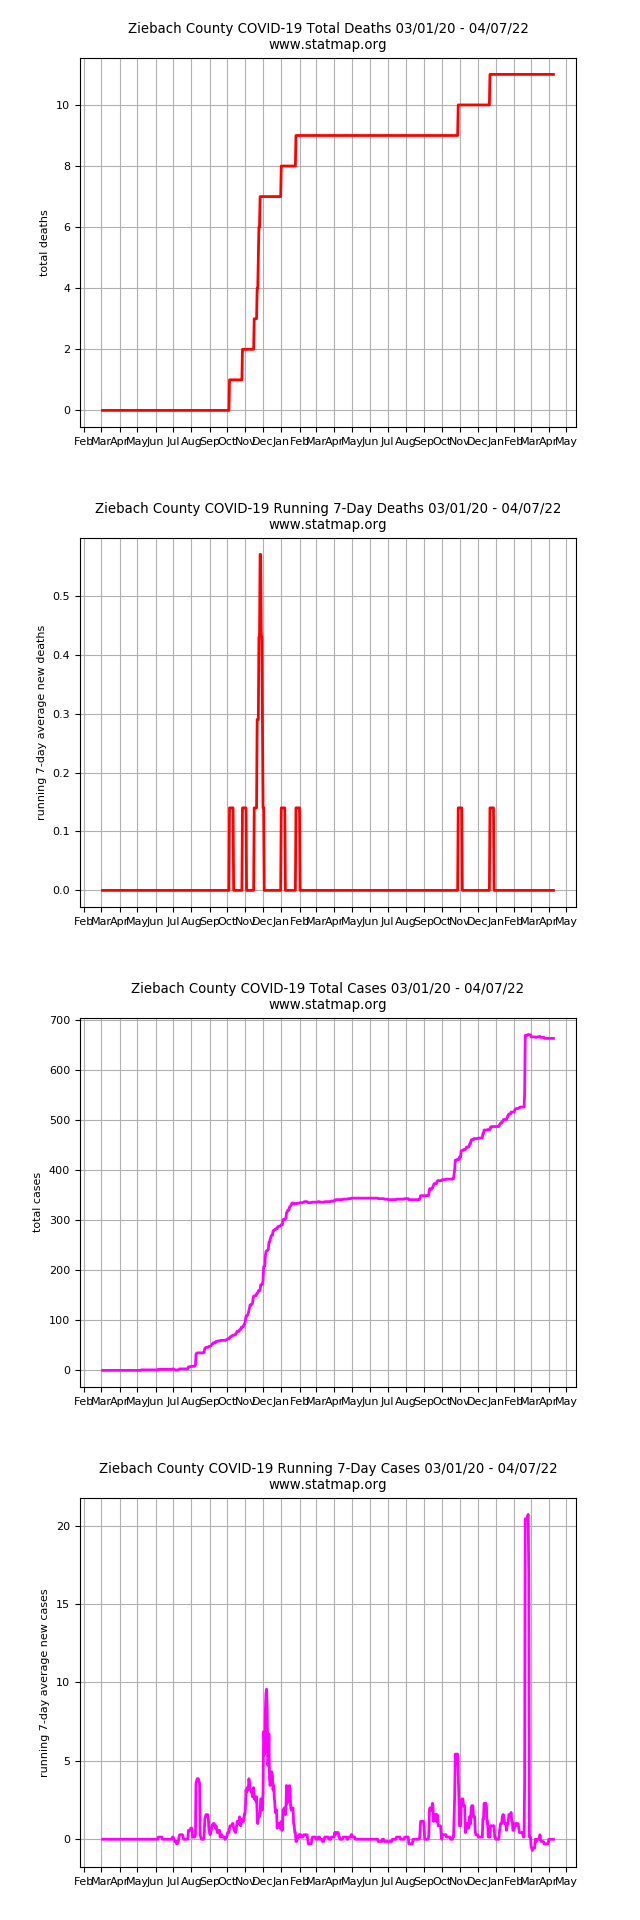 Ziebach County COVID-19 Total Deaths 03/01/20 - 04/07/22
www.statmap.org
10
8
6
4
2
0
total deaths
Feb Mar Apr May Jun Jul Aug Sep Oct Nov Dec Jan Feb Mar Apr May Jun Jul Aug Sep Oct Nov Dec Jan Feb Mar Apr May
Ziebach County COVID-19 Running 7-Day Deaths 03/01/20 - 04/07/22
www.statmap.org
0.5
0.4
0.3
0.2
0.1
0.0
running 7-day average new deaths
Feb Mar Apr May Jun Jul Aug Sep Oct Nov Dec Jan Feb Mar Apr May Jun Jul Aug Sep Oct Nov Dec Jan Feb Mar Apr May
Ziebach County COVID-19 Total Cases 03/01/20 - 04/07/22
www.statmap.org
700
600
500
400
300
200
100
0
total cases
Feb Mar Apr May Jun Jul Aug Sep Oct Nov Dec Jan Feb Mar Apr May Jun Jul Aug Sep Oct Nov Dec Jan Feb Mar Apr May
Ziebach County COVID-19 Running 7-Day Cases 03/01/20 - 04/07/22
www.statmap.org
20
15
10
5
0
running 7-day average new cases
Feb Mar Apr May Jun Jul Aug Sep Oct Nov Dec Jan Feb Mar Apr May Jun Jul Aug Sep Oct Nov Dec Jan Feb Mar Apr May